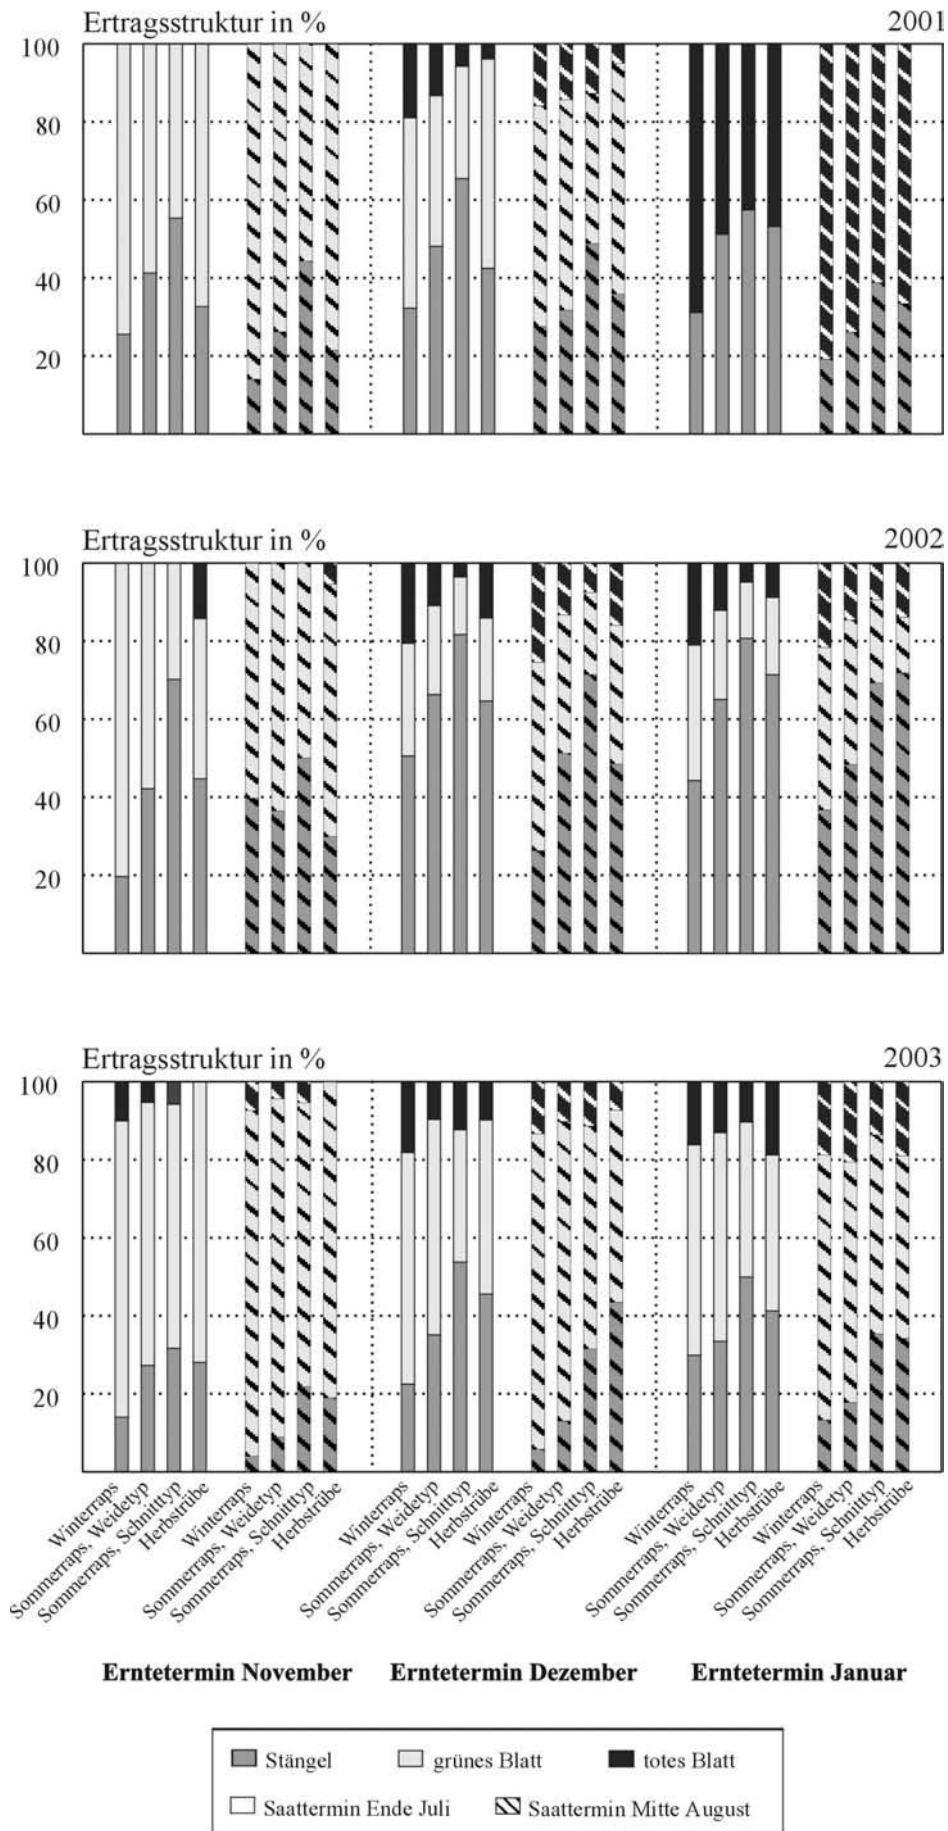 Ertragsstruktur in % 2001
100
80
60
40
20
Ertragsstruktur in % 2002
100
80
60
40
20
Ertragsstruktur in % 2003
100
80
60
40
20
Winterraps
Sommerraps, Weidetyp
Sommerraps, Schnitttyp
Herbstrübe
Winterraps
Sommerraps, Weidetyp
Sommerraps, Schnitttyp
Herbstrübe
Winterraps
Sommerraps, Weidetyp
Sommerraps, Schnitttyp
Herbstrübe
Winterraps
Sommerraps, Weidetyp
Sommerraps, Schnitttyp
Herbstrübe
Winterraps
Sommerraps, Weidetyp
Sommerraps, Schnitttyp
Herbstrübe
Winterraps
Sommerraps, Weidetyp
Sommerraps, Schnitttyp
Herbstrübe
Erntetermin November Erntetermin Dezember Erntetermin Januar
Stängel grünes Blatt totes Blatt
Saattermin Ende Juli Saattermin Mitte August